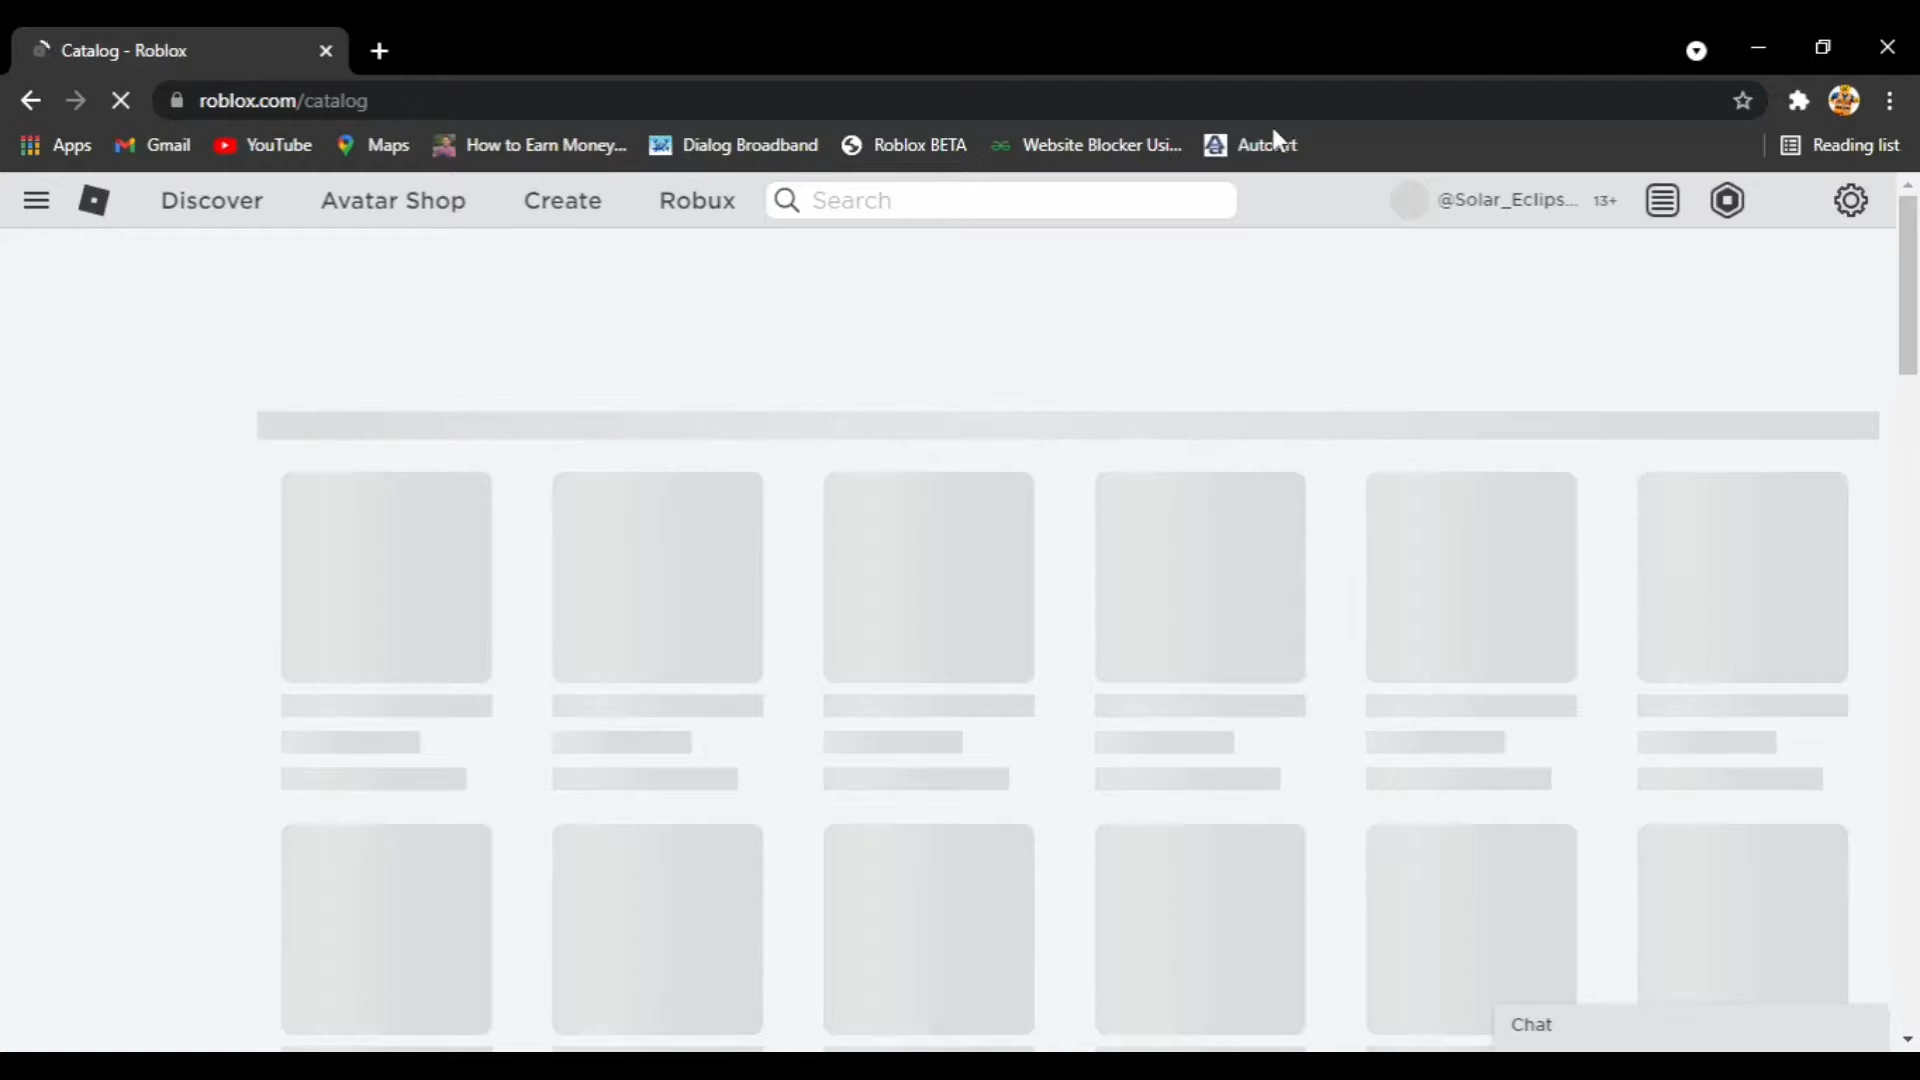 Catalog - Roblox
roblox.com/catalog
Apps Gmail YouTube Maps How to Earn Money... Dialog Broadband Roblox BETA Website Blocker Usi... Reading list
Discover Avatar Shop Create Robux Search @Solar_Eclips... 13+
Chat